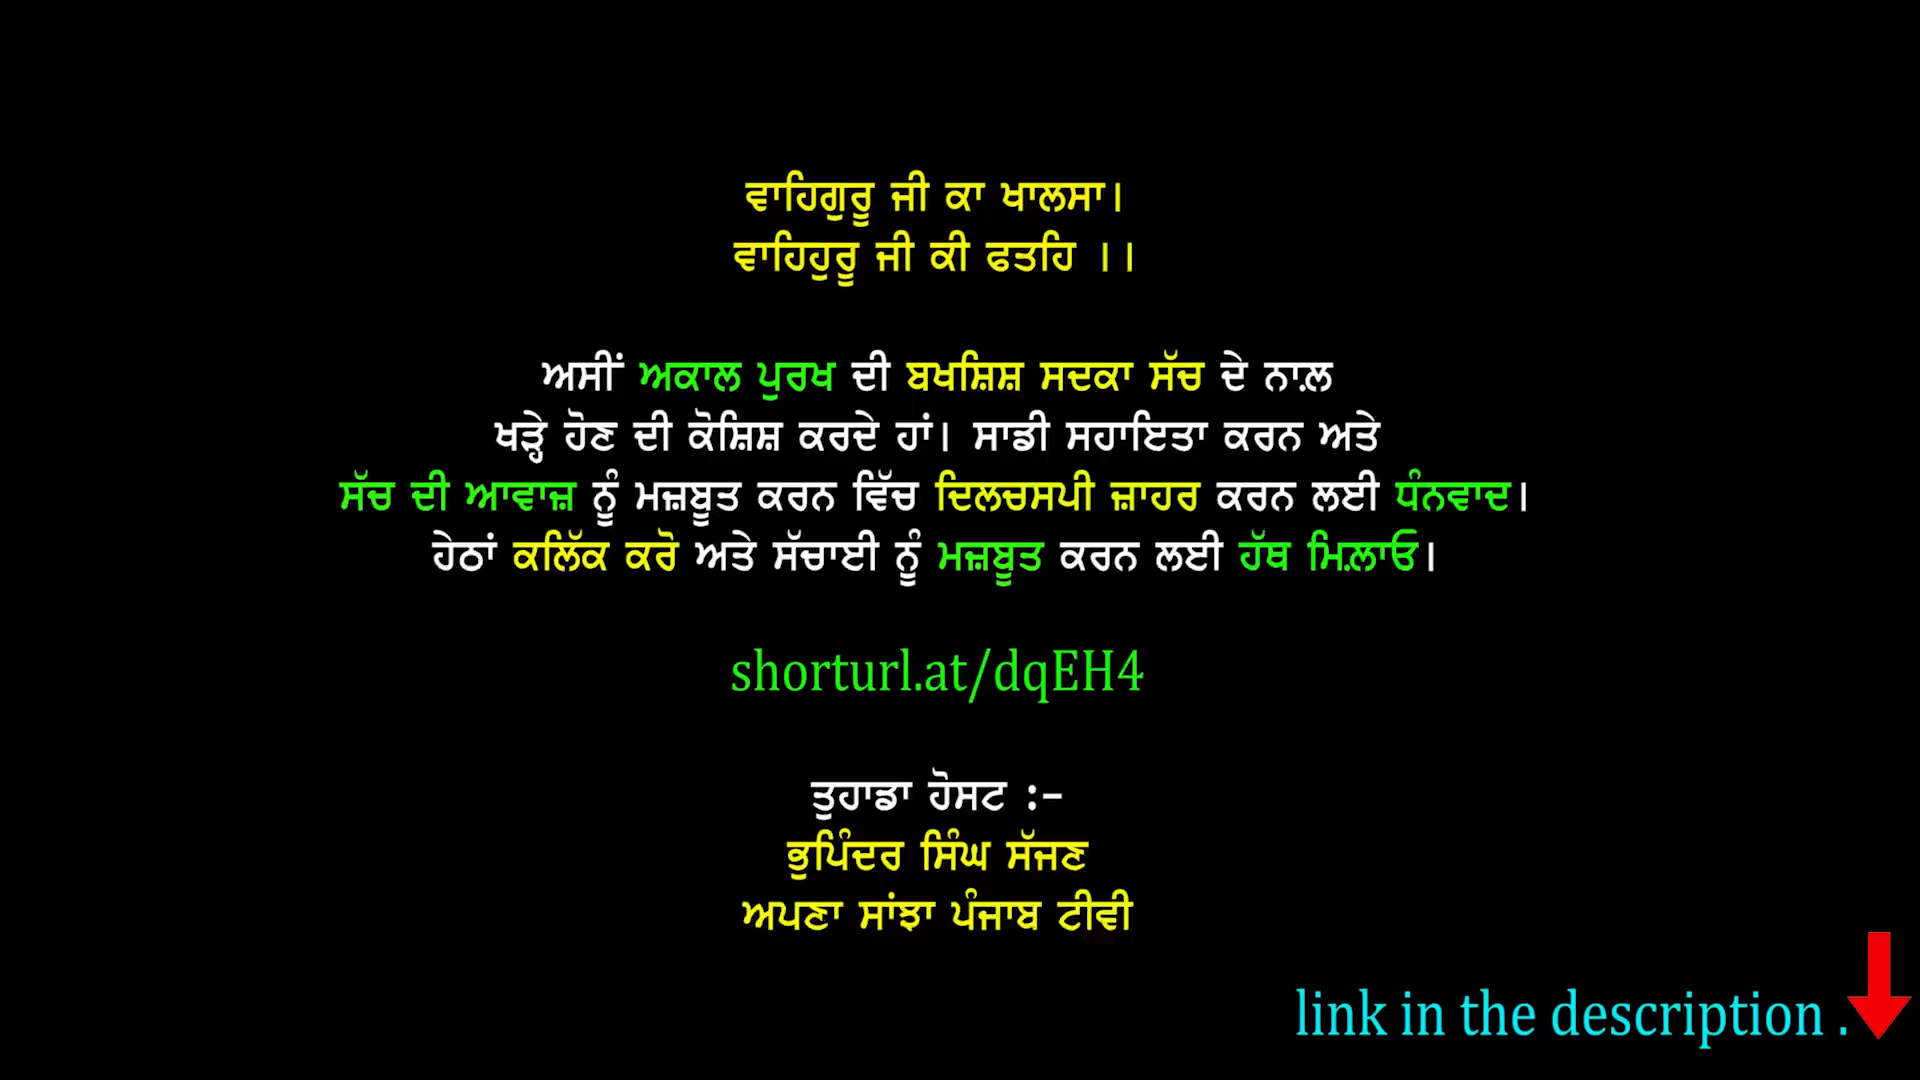 ਵਾਹਿਗੁਰੂ ਜੀ ਕਾ ਖਾਲਸਾ।
ਵਾਹਿਹੁਰੂ ਜੀ ਕੀ ਫਤਹਿ ।।
ਅਸੀਂ ਅਕਾਲ ਪੁਰਖ ਦੀ ਬਖਸ਼ਿਸ਼ ਸਦਕਾ ਸੱਚ ਦੇ ਨਾਲ਼
ਖੜ੍ਹੇ ਹੋਣ ਦੀ ਕੋਸ਼ਿਸ਼ ਕਰਦੇ ਹਾਂ। ਸਾਡੀ ਸਹਾਇਤਾ ਕਰਨ ਅਤੇ
ਸੱਚ ਦੀ ਆਵਾਜ਼ ਨੂੰ ਮਜ਼ਬੂਤ ਕਰਨ ਵਿੱਚ ਦਿਲਚਸਪੀ ਜ਼ਾਹਰ ਕਰਨ ਲਈ ਧੰਨਵਾਦ।
ਹੇਠਾਂ ਕਲਿੱਕ ਕਰੋ ਅਤੇ ਸੱਚਾਈ ਨੂੰ ਮਜ਼ਬੂਤ ਕਰਨ ਲਈ ਹੱਥ ਮਿਲ਼ਾਓ।
shorturl.at/dqEH4
ਤੁਹਾਡਾ ਹੋਸਟ :-
ਭੁਪਿੰਦਰ ਸਿੰਘ ਸੱਜਣ
ਅਪਣਾ ਸਾਂਝਾ ਪੰਜਾਬ ਟੀਵੀ
link in the description .